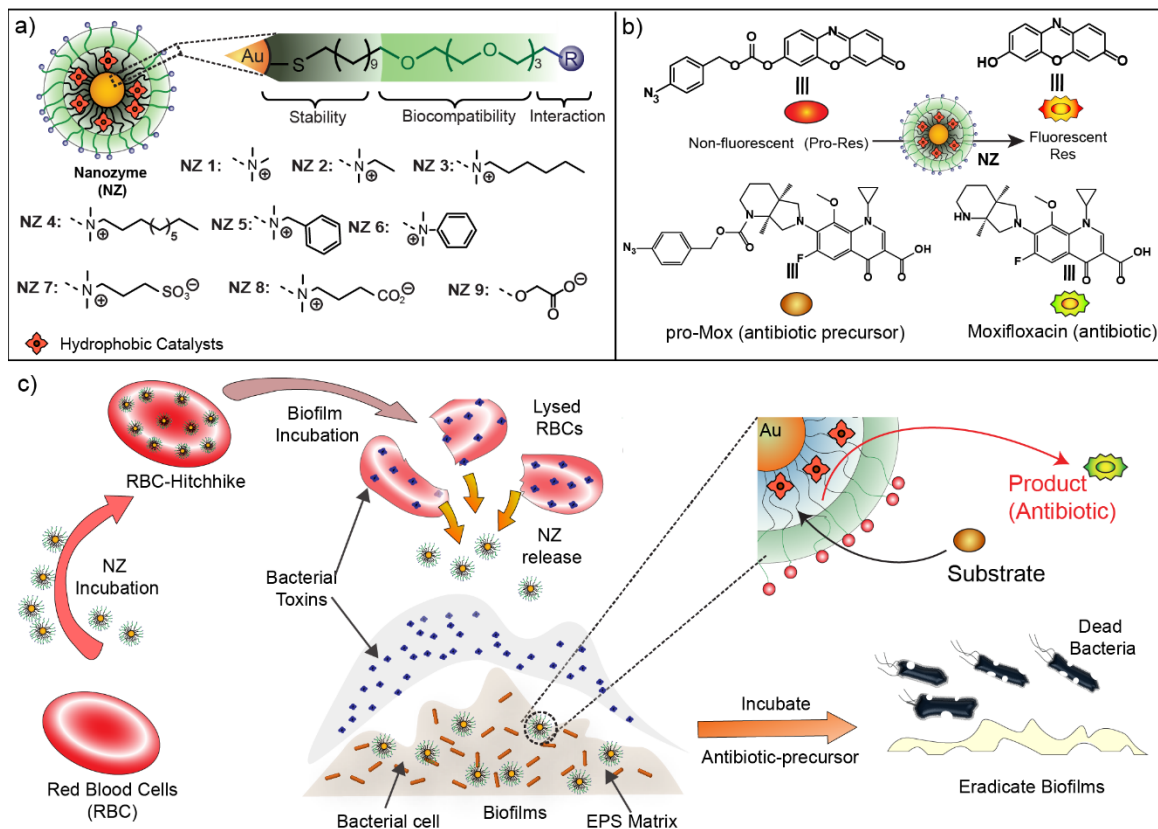 a)
Au
S
9
O
O
3
R
Stability
Biocompatibility
Interaction
Nanozyme
(NZ)
NZ 1:
N
⊕
NZ 2:
N
⊕
NZ 3:
N
⊕
NZ 4:
N
⊕
5
NZ 5:
N
⊕
NZ 6:
N
⊕
NZ 7:
N
⊕
SO3⊖
NZ 8:
N
⊕
CO2⊖
NZ 9:
O
O⊖
O
Hydrophobic Catalysts
b)
N3
O
O
O
N
O
O
Non-fluorescent (Pro-Res)
NZ
HO
N
O
O
Fluorescent
Res
N3
O
O
N
H
H
N
O
N
F
O
O
OH
pro-Mox (antibiotic precursor)
HN
N
O
N
F
O
O
OH
Moxifloxacin (antibiotic)
c)
RBC-Hitchhike
NZ
Incubation
Red Blood Cells
(RBC)
Biofilm
Incubation
Lysed
RBCs
NZ
release
Bacterial
Toxins
Bacterial cell
Biofilms
EPS Matrix
Au
Product
(Antibiotic)
Substrate
Incubate
Antibiotic-precursor
Dead
Bacteria
Eradicate Biofilms